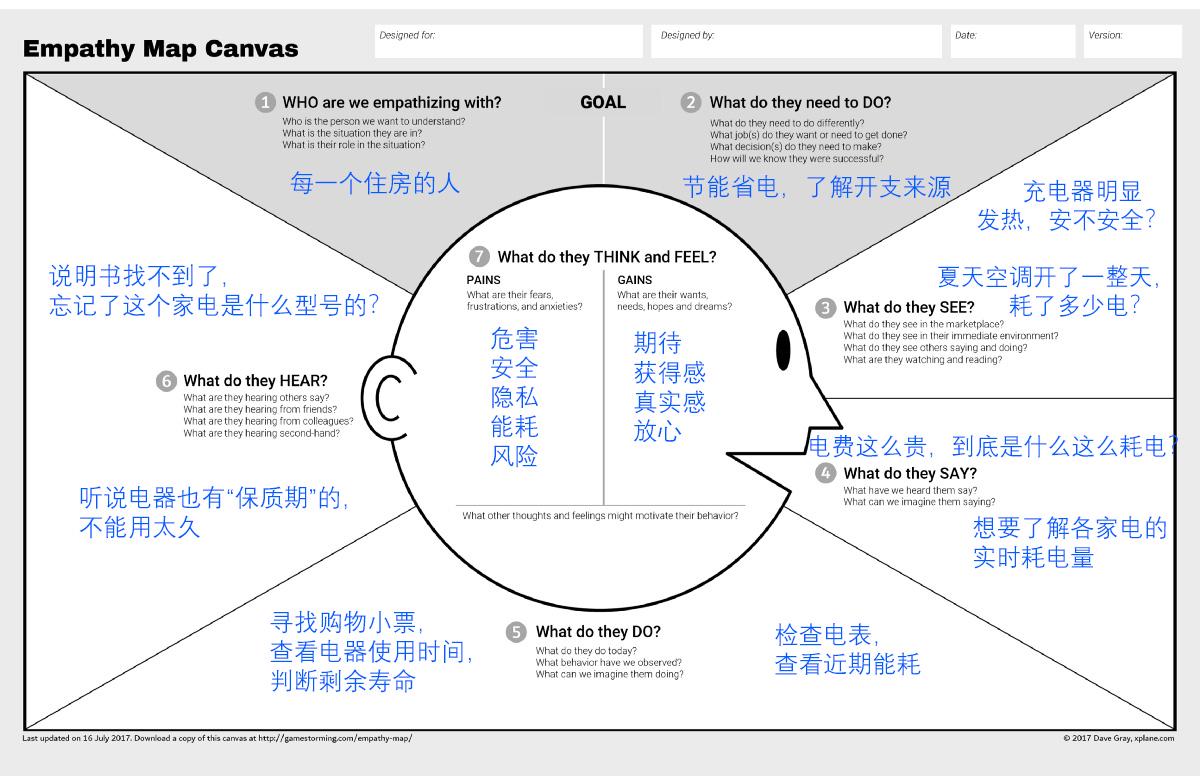 Empathy Map Canvas
Designed for:
Designed by:
Date:
Version:
1 WHO are we empathizing with?
Who is the person we want to understand?
What is the situation they are in?
What is their role in the situation?
每一个住房的人
GOAL
2 What do they need to DO?
What do they need to do differently?
What job(s) do they want or need to get done?
What decision(s) do they need to make?
How will we know they were successful?
节能省电，了解开支来源
充电器明显
发热，安不安全？
夏天空调开了一整天，
耗了多少电？
3 What do they SEE?
What do they see in the marketplace?
What do they see in their immediate environment?
What do they see others saying and doing?
What are they watching and reading?
电费这么贵，到底是什么这么耗电？
4 What do they SAY?
What have we heard them say?
What can we imagine them saying?
想要了解各家电的
实时耗电量
5 What do they DO?
What do they do today?
What behavior have we observed?
What can we imagine them doing?
寻找购物小票，
查看电器使用时间，
判断剩余寿命
检查电表，
查看近期能耗
说明书找不到了，
忘记了这个家电是什么型号的？
6 What do they HEAR?
What are they hearing others say?
What are they hearing from friends?
What are they hearing from colleagues?
What are they hearing second-hand?
听说电器也有“保质期”的，
不能用太久
7 What do they THINK and FEEL?
PAINS
What are their fears,
frustrations, and anxieties?
危害
安全
隐私
能耗
风险
GAINS
What are their wants,
needs, hopes and dreams?
期待
获得感
真实感
放心
What other thoughts and feelings might motivate their behavior?
Last updated on 16 July 2017. Download a copy of this canvas at http://gamestorming.com/empathy-map/
© 2017 Dave Gray, xplane.com